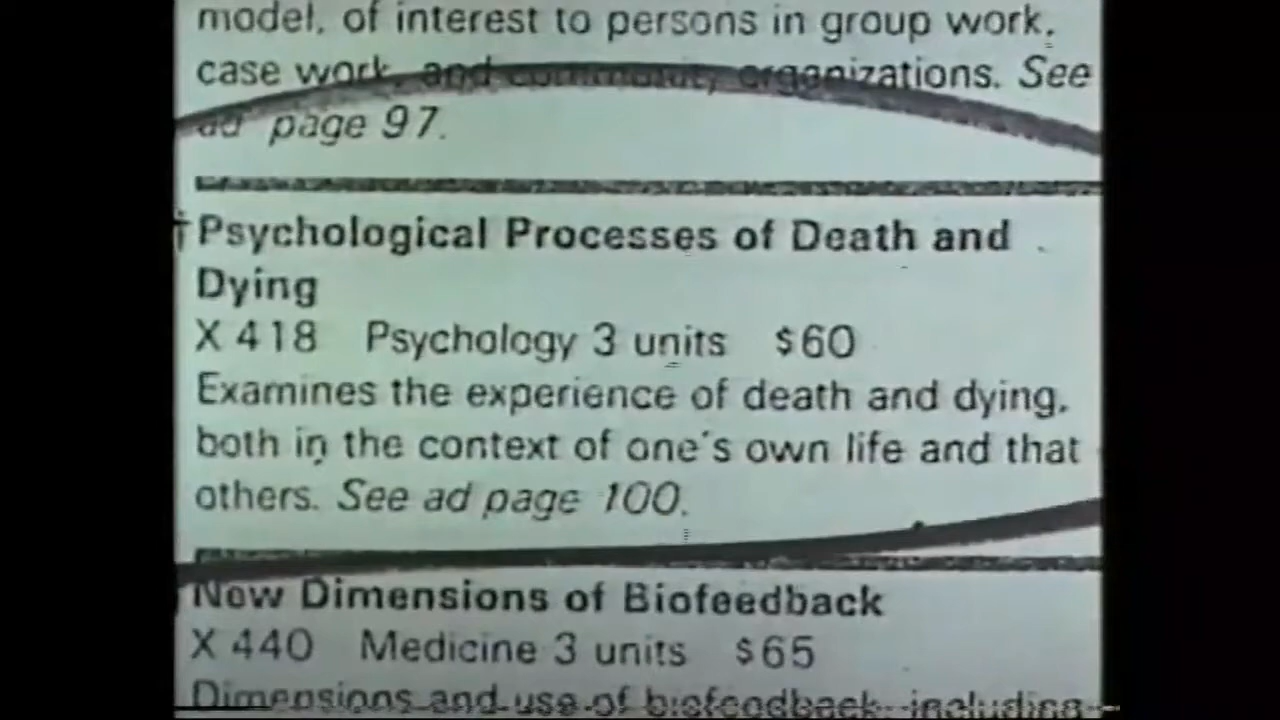 model, of interest to persons in group work,
case work, and community organizations. See
ad page 97.
†Psychological Processes of Death and
Dying
X 418 Psychology 3 units $60
Examines the experience of death and dying,
both in the context of one's own life and that
others. See ad page 100.
New Dimensions of Biofeedback
X 440 Medicine 3 units $65
Dimensions and use of biofeedback, including